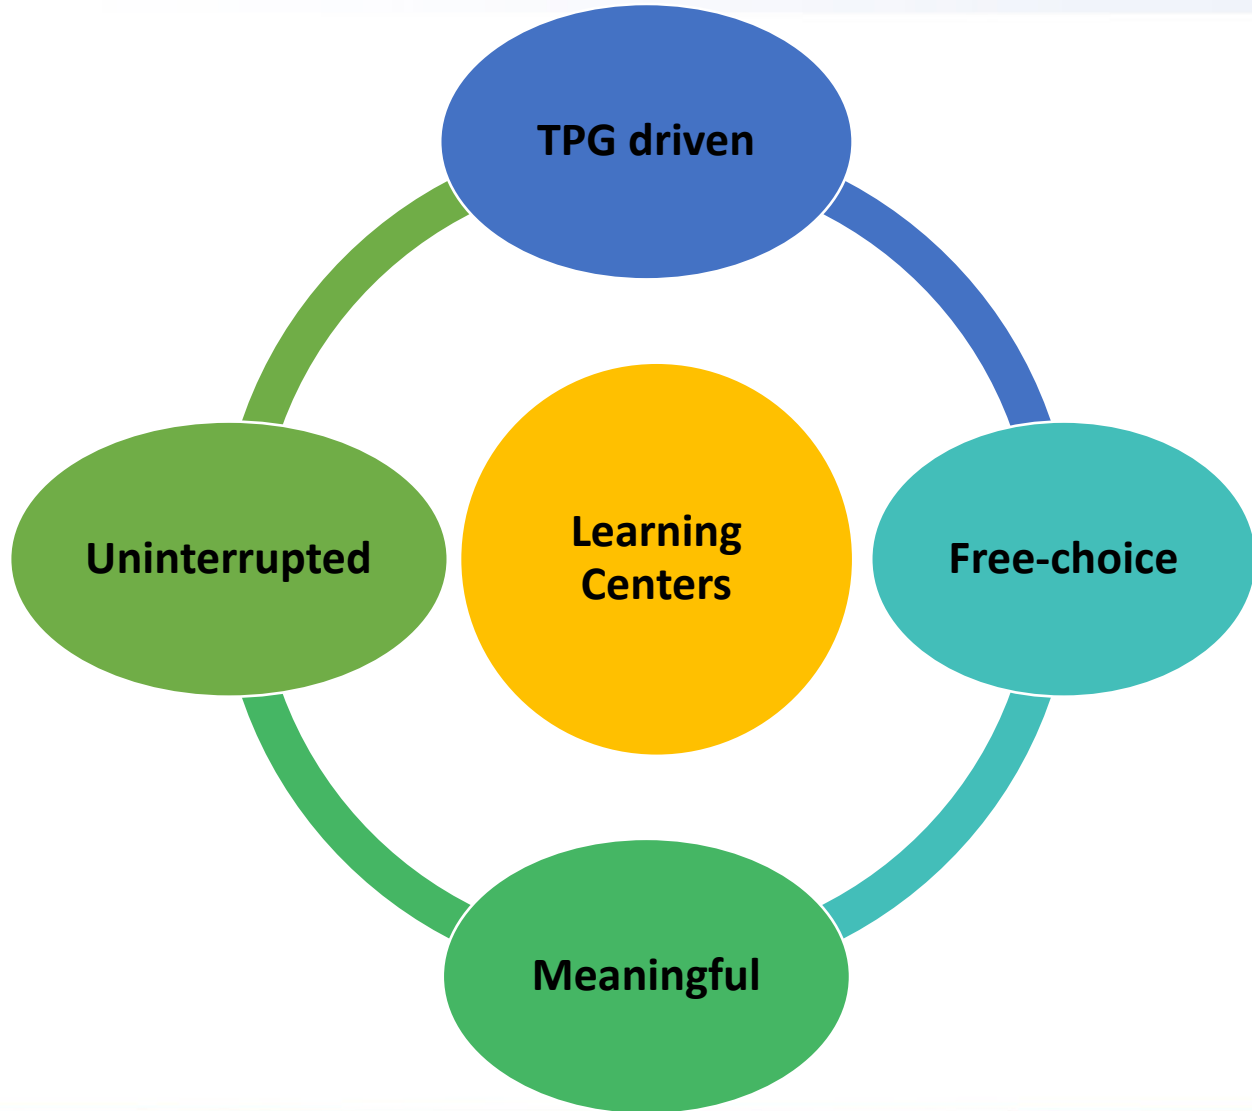 TPG driven
Uninterrupted
Learning
Centers
Free-choice
Meaningful